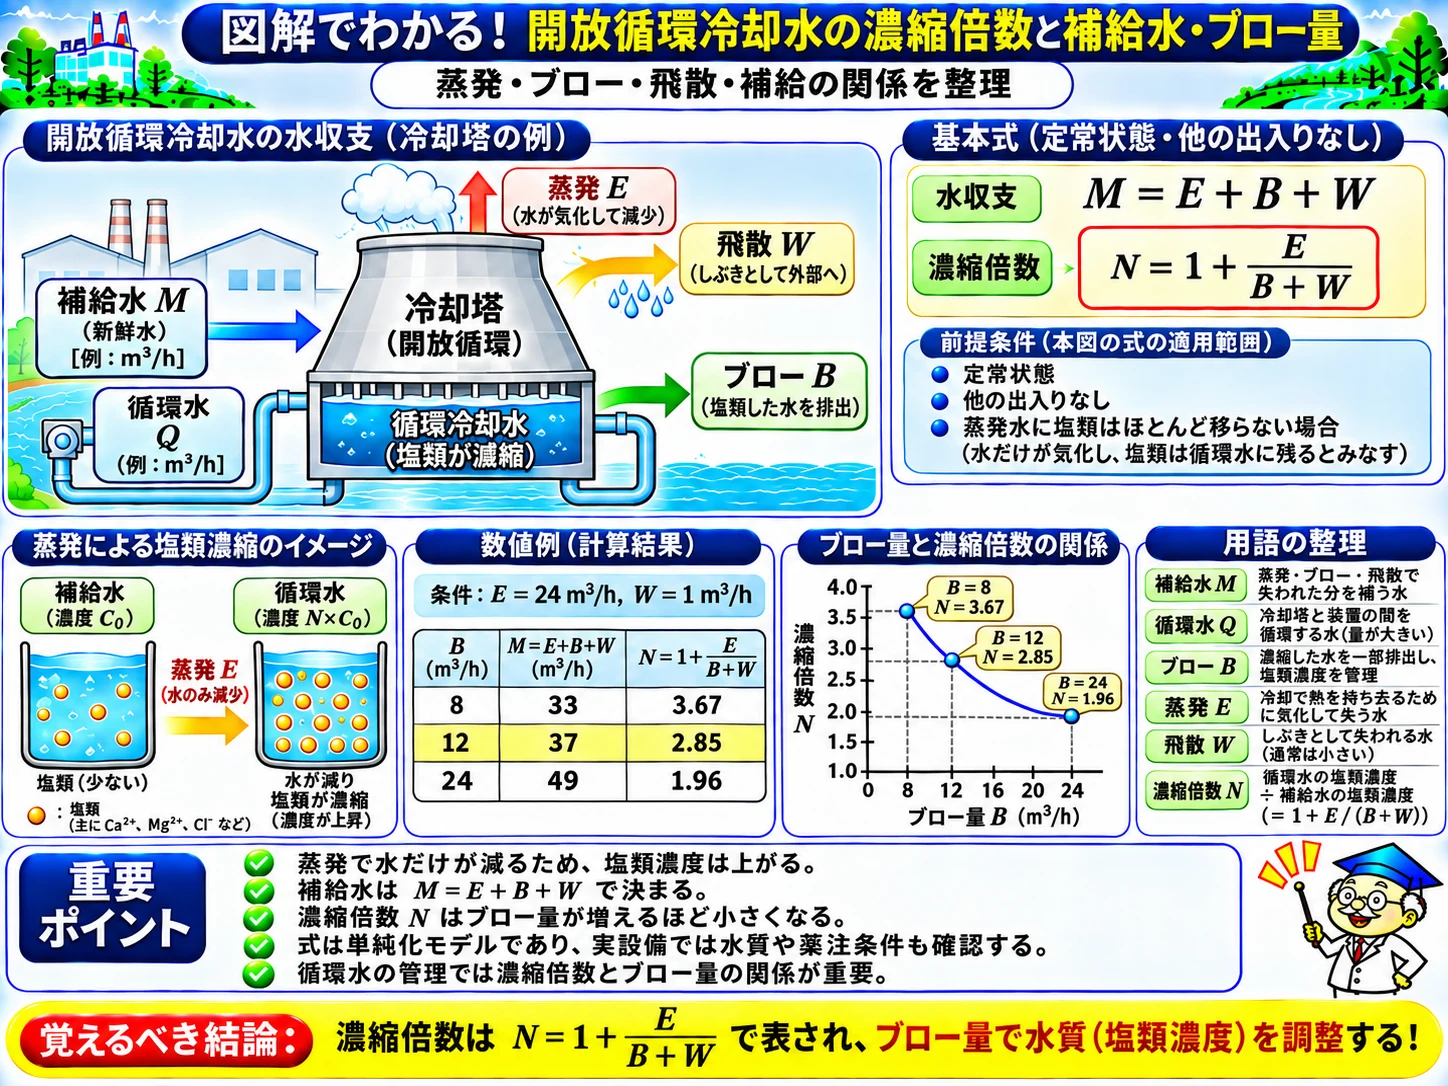 図解でわかる！ 開放循環冷却水の濃縮倍数と補給水・ブロー量
蒸発・ブロー・飛散・補給の関係を整理
開放循環冷却水の水収支（冷却塔の例）
蒸発 E
（水が気化して減少）
飛散 W
（しぶきとして外部へ）
補給水 M
（新鮮水）
［例：m³/h］
冷却塔
（開放循環）
ブロー B
（塩類した水を排出）
循環水
Q
（例：m³/h］
循環冷却水
（塩類が濃縮）
基本式（定常状態・他の出入りなし）
水収支 M = E + B + W
濃縮倍数 N = 1 + E/(B + W)
前提条件（本図の式の適用範囲）
定常状態
他の出入りなし
蒸発水に塩類はほとんど移らない場合
（水だけが気化し、塩類は循環水に残るとみなす）
蒸発による塩類濃縮のイメージ
補給水
（濃度 C₀）
循環水
（濃度 N×C₀）
蒸発 E
（水のみ減少）
塩類（少ない）
：塩類
（主に Ca²⁺、Mg²⁺、Cl⁻ など）
水が減り
塩類が濃縮
（濃度が上昇）
数値例（計算結果）
条件：E = 24 m³/h, W = 1 m³/h
B（m³/h） M=E+B+W（m³/h） N=1+E/(B+W)
8 33 3.67
12 37 2.85
24 49 1.96
ブロー量と濃縮倍数の関係
濃縮倍数 N
4.0
3.5
3.0
2.5
2.0
1.5
1.0
B = 8
N = 3.67
B = 12
N = 2.85
B = 24
N = 1.96
0 8 12 16 20 24
ブロー量 B（m³/h）
用語の整理
補給水 M 蒸発・ブロー・飛散で
失われた分を補う水
循環水 Q 冷却塔と装置の間を
循環する水（量が大きい）
ブロー B 濃縮した水を一部排出し、
塩類濃度を管理
蒸発 E 冷却で熱を持ち去るため
に気化して失う水
飛散 W しぶきとして失われる水
（通常は小さい）
濃縮倍数 N 循環水の塩類濃度
÷ 補給水の塩類濃度
（= 1 + E / (B + W)）
重要
ポイント
蒸発で水だけが減るため、塩類濃度は上がる。
補給水は M = E + B + W で決まる。
濃縮倍数 N はブロー量が増えるほど小さくなる。
式は単純化モデルであり、実設備では水質や薬注条件も確認する。
循環水の管理では濃縮倍数とブロー量の関係が重要。
覚えるべき結論： 濃縮倍数は N = 1 + E/(B + W) で表され、ブロー量で水質（塩類濃度）を調整する！